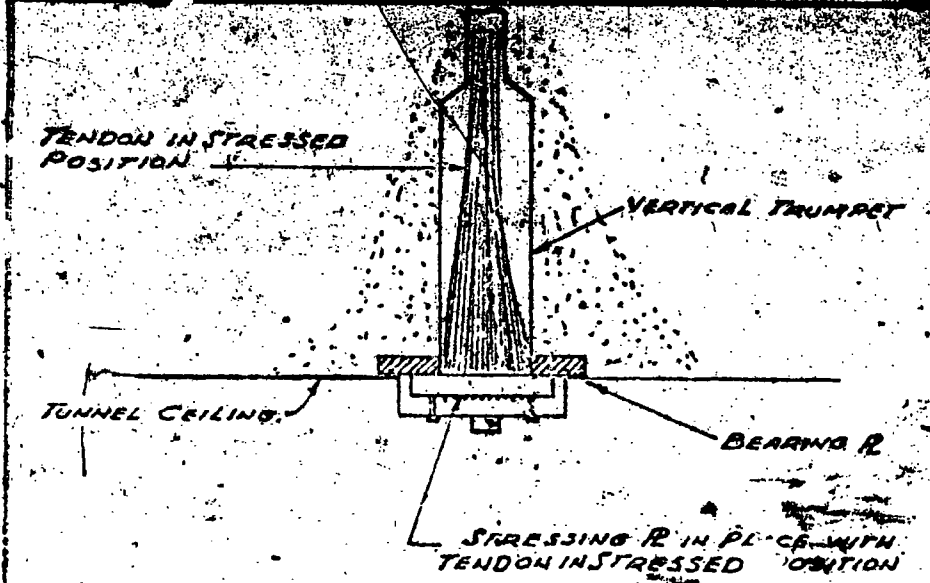 TENDON IN STRESSED
POSITION
VERTICAL TRUMPET
TUNNEL CEILING
BEARING ℞
STRESSING ℞ IN PL CE WITH
TENDON IN STRESSED OSITION